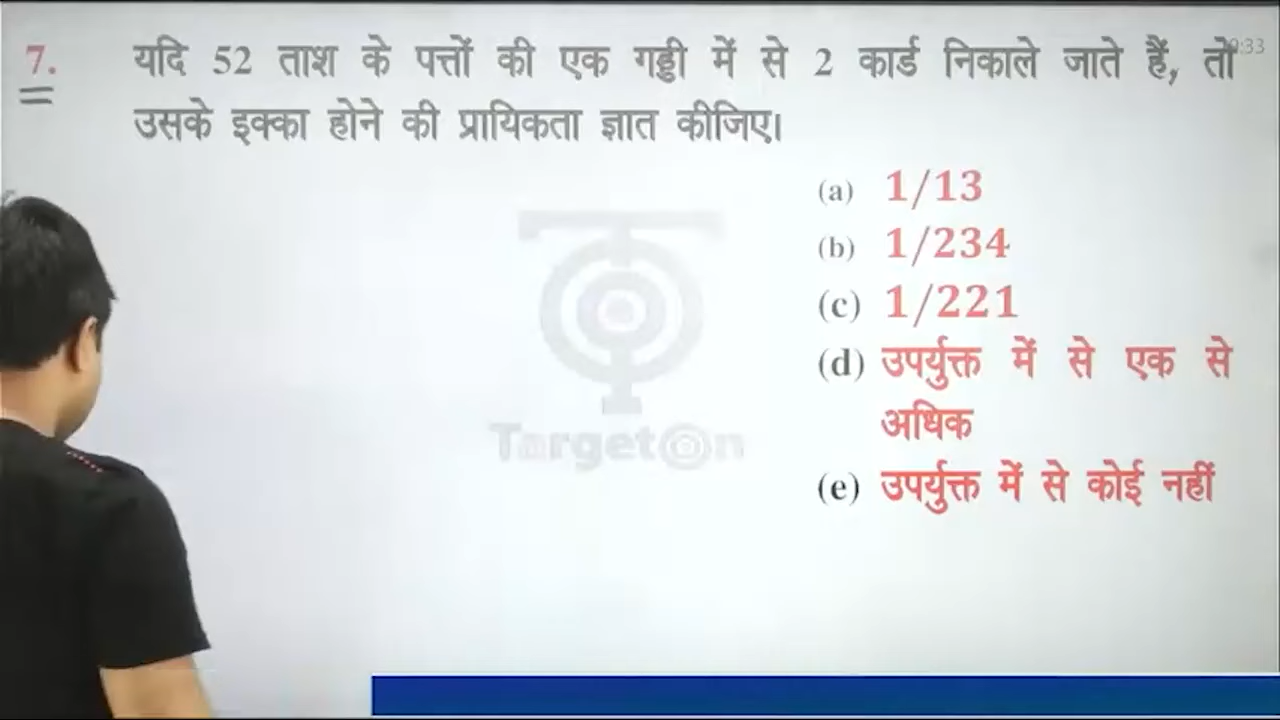 7. यदि 52 ताश के पत्तों की एक गड्डी में से 2 कार्ड निकाले जाते हैं, तो
उसके इक्का होने की प्रायिकता ज्ञात कीजिए।
(a) 1/13
(b) 1/234
(c) 1/221
(d) उपर्युक्त में से एक से
अधिक
(e) उपर्युक्त में से कोई नहीं
TargetOn